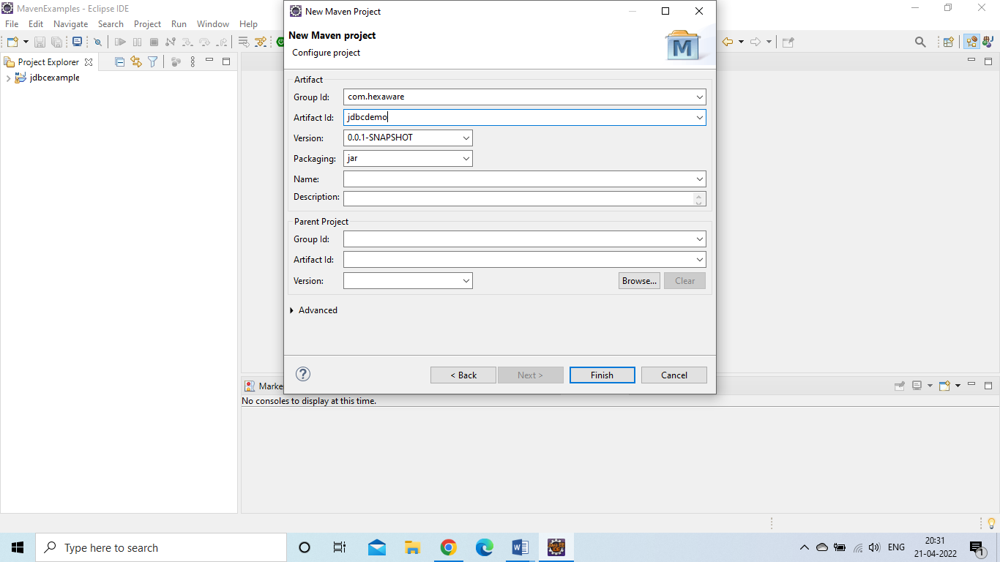 MavenExamples - Eclipse IDE
File Edit Navigate Search Project Run Window Help
Project Explorer
jdbcexample
New Maven Project
New Maven project
Configure project
M
Artifact
Group Id: com.hexaware
Artifact Id: jdbcdemo
Version: 0.0.1-SNAPSHOT
Packaging: jar
Name:
Description:
Parent Project
Group Id:
Artifact Id:
Version:
Browse... Clear
Advanced
? < Back Next > Finish Cancel
Marke
No consoles to display at this time.
Type here to search
ENG
20:31
21-04-2022
1